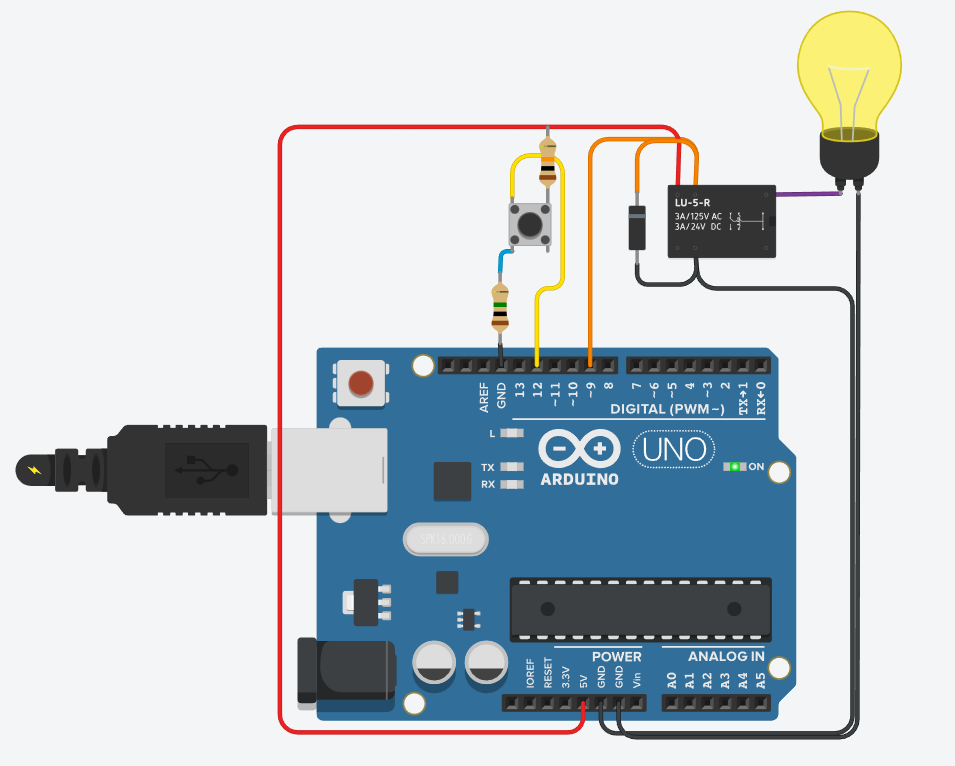 LU-5-R
3A/125V AC
3A/24V DC
AREF
GND
13
12
~11
~10
~9
8
7
~6
~5
4
~3
2
TX→1
RX←0
DIGITAL (PWM~)
L
TX
RX
ARDUINO
UNO
ON
SPK16.000G
POWER
ANALOG IN
IOREF
RESET
3.3V
5V
GND
GND
Vin
A0
A1
A2
A3
A4
A5